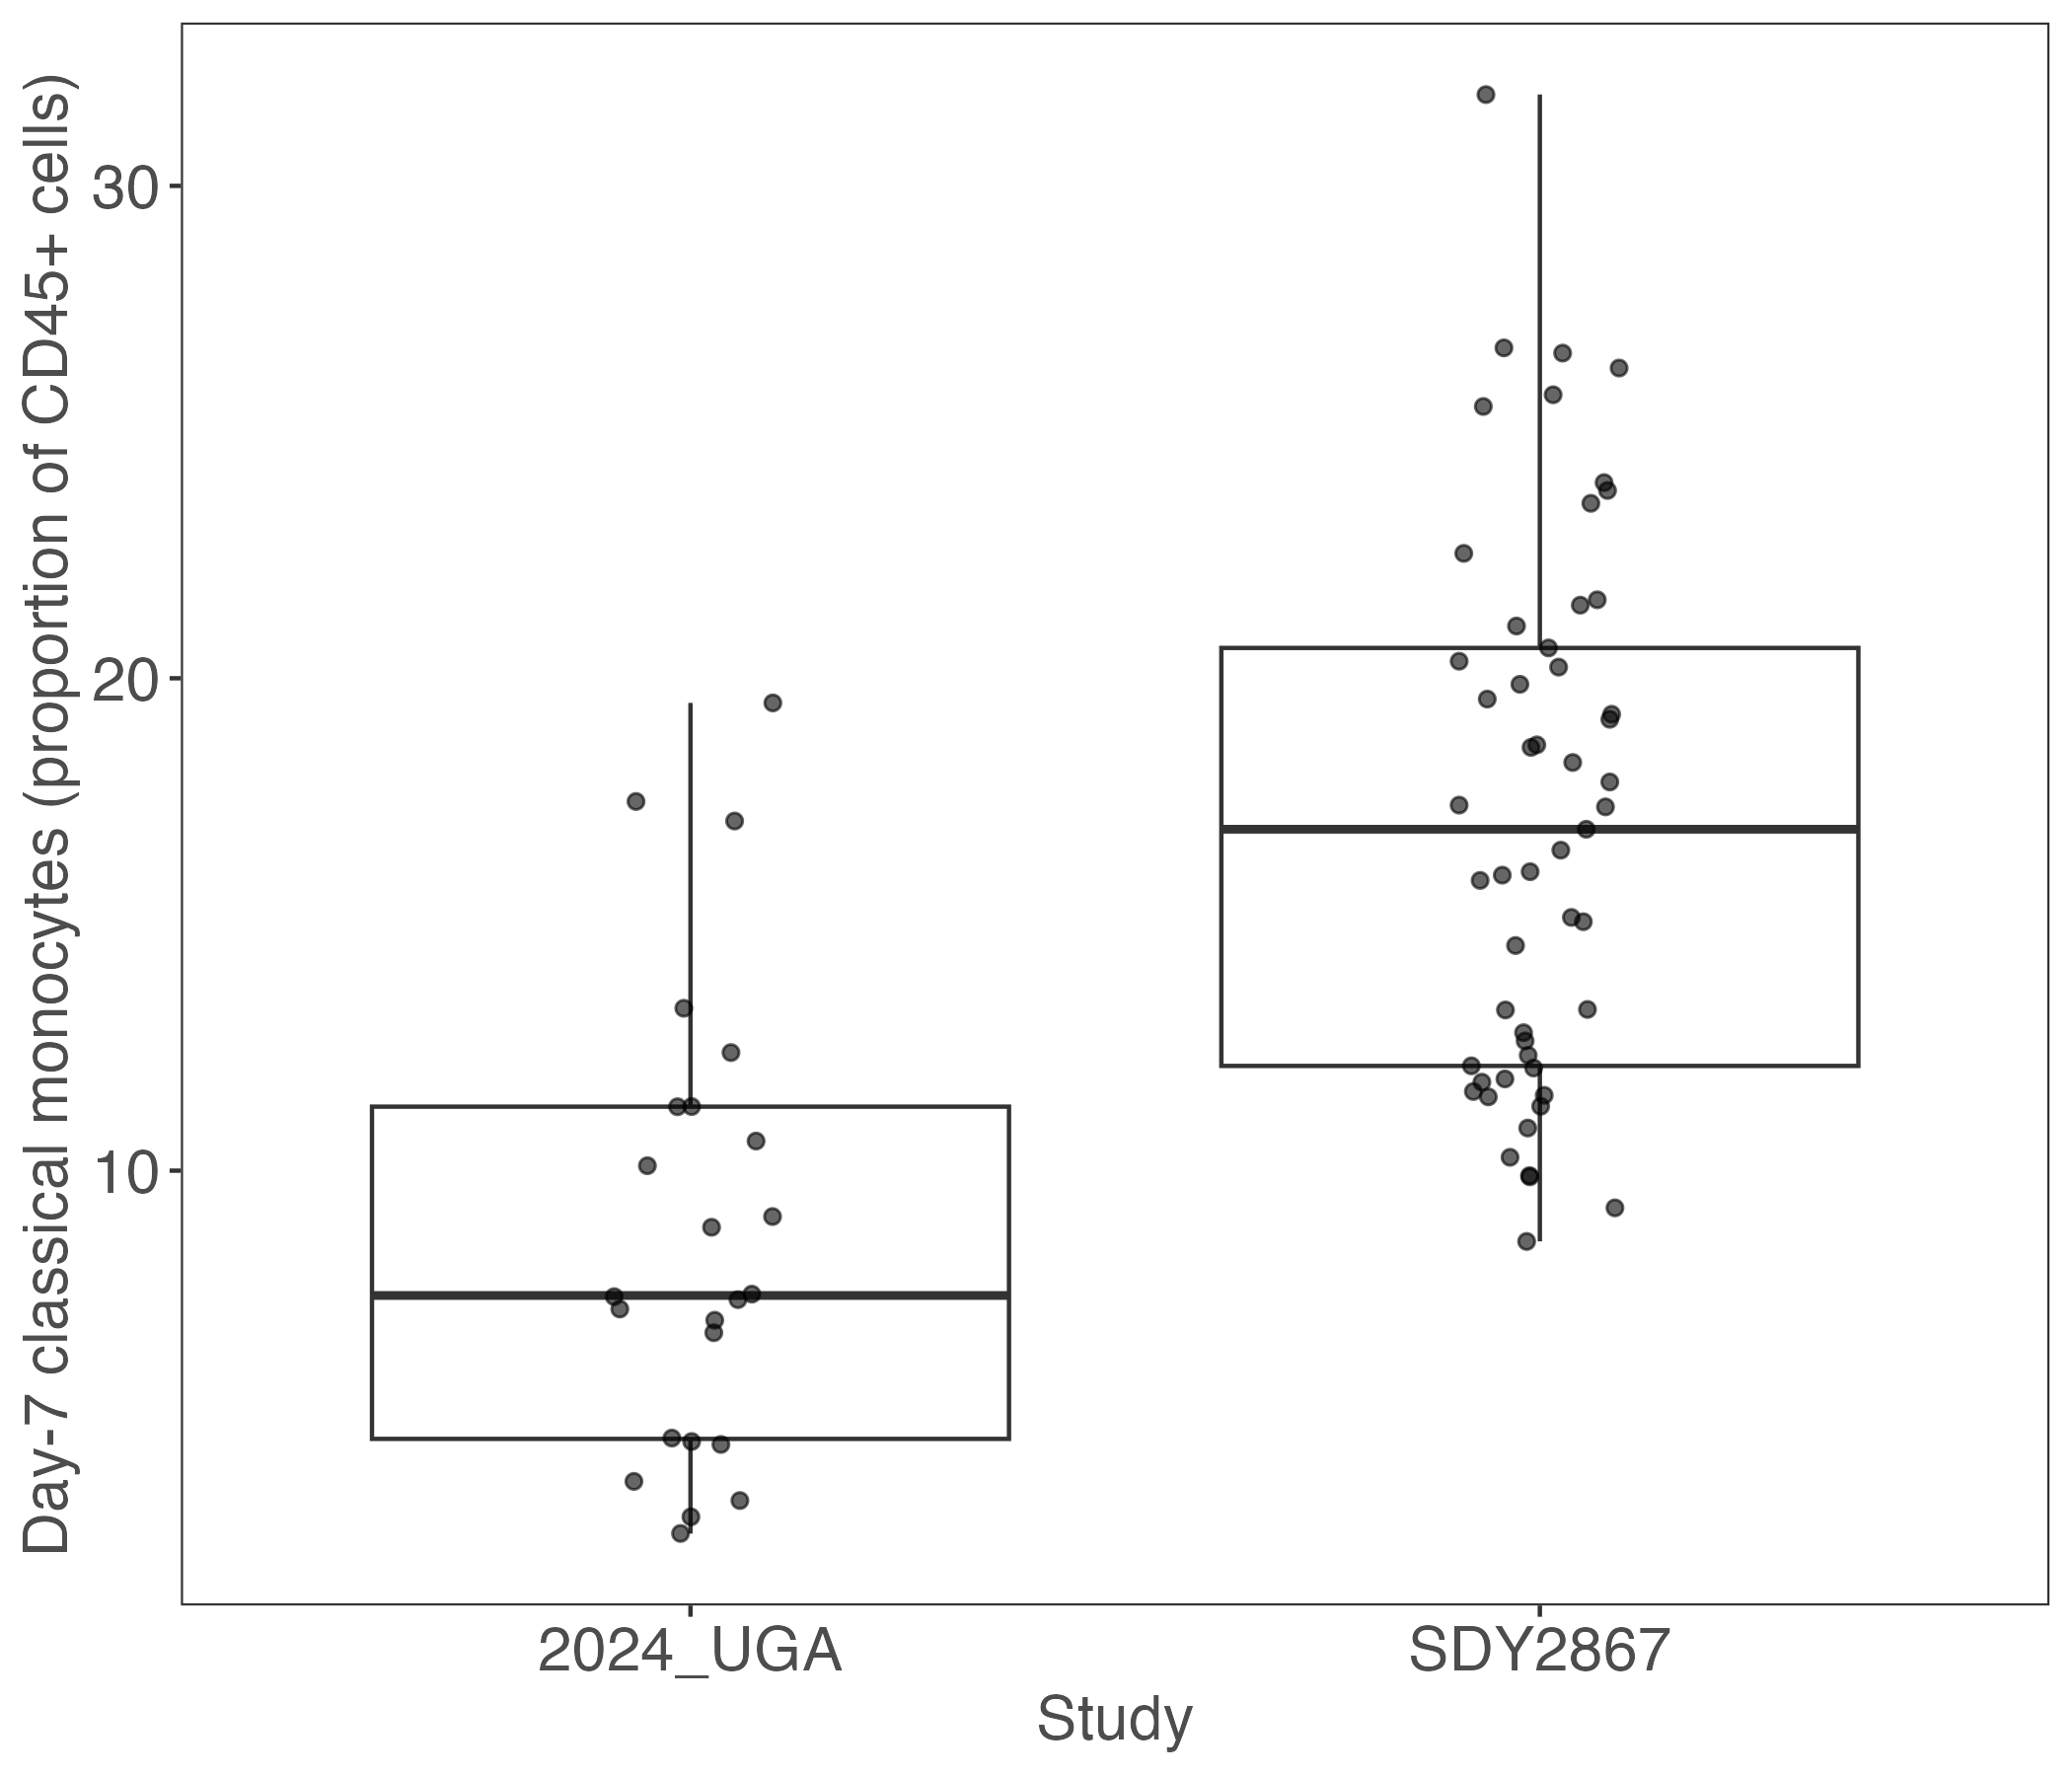 Day-7 classical monocytes (proportion of CD45+ cells)
30
20
10
2024_UGA
SDY2867
Study